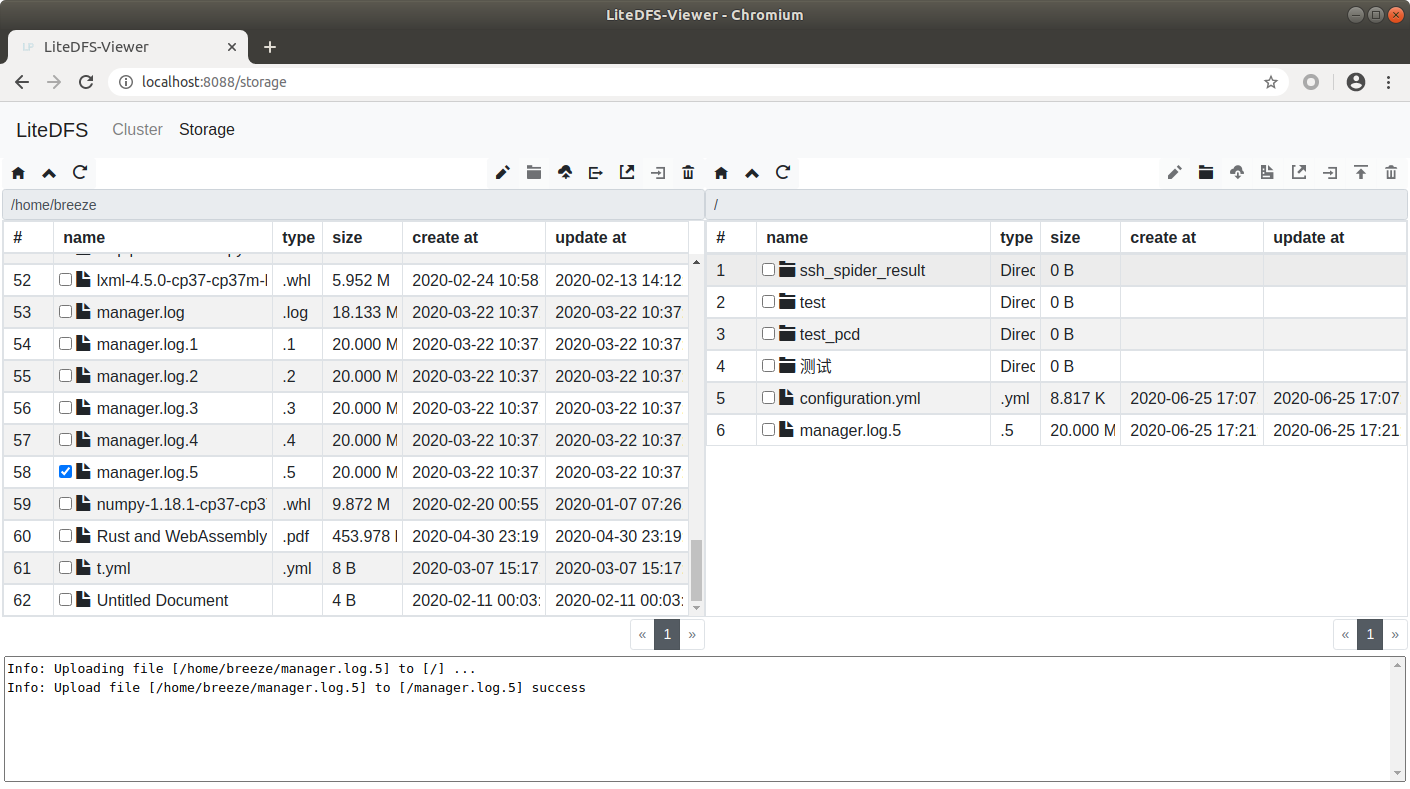 LiteDFS-Viewer - Chromium
LP LiteDFS-Viewer
localhost:8088/storage
LiteDFS Cluster Storage
/home/breeze
# name type size create at update at
52 lxml-4.5.0-cp37-cp37m- .whl 5.952 M 2020-02-24 10:58 2020-02-13 14:12
53 manager.log .log 18.133 M 2020-03-22 10:37 2020-03-22 10:37
54 manager.log.1 .1 20.000 M 2020-03-22 10:37 2020-03-22 10:37
55 manager.log.2 .2 20.000 M 2020-03-22 10:37 2020-03-22 10:37
56 manager.log.3 .3 20.000 M 2020-03-22 10:37 2020-03-22 10:37
57 manager.log.4 .4 20.000 M 2020-03-22 10:37 2020-03-22 10:37
58 manager.log.5 .5 20.000 M 2020-03-22 10:37 2020-03-22 10:37
59 numpy-1.18.1-cp37-cp3 .whl 9.872 M 2020-02-20 00:55 2020-01-07 07:26
60 Rust and WebAssembly .pdf 453.978 2020-04-30 23:19 2020-04-30 23:19
61 t.yml .yml 8 B 2020-03-07 15:17 2020-03-07 15:17
62 Untitled Document 4 B 2020-02-11 00:03: 2020-02-11 00:03:
« 1 »
/
# name type size create at update at
1 ssh_spider_result Direc 0 B
2 test Direc 0 B
3 test_pcd Direc 0 B
4 测试 Direc 0 B
5 configuration.yml .yml 8.817 K 2020-06-25 17:07 2020-06-25 17:07
6 manager.log.5 .5 20.000 M 2020-06-25 17:21 2020-06-25 17:21
« 1 »
Info: Uploading file [/home/breeze/manager.log.5] to [/] ...
Info: Upload file [/home/breeze/manager.log.5] to [/manager.log.5] success